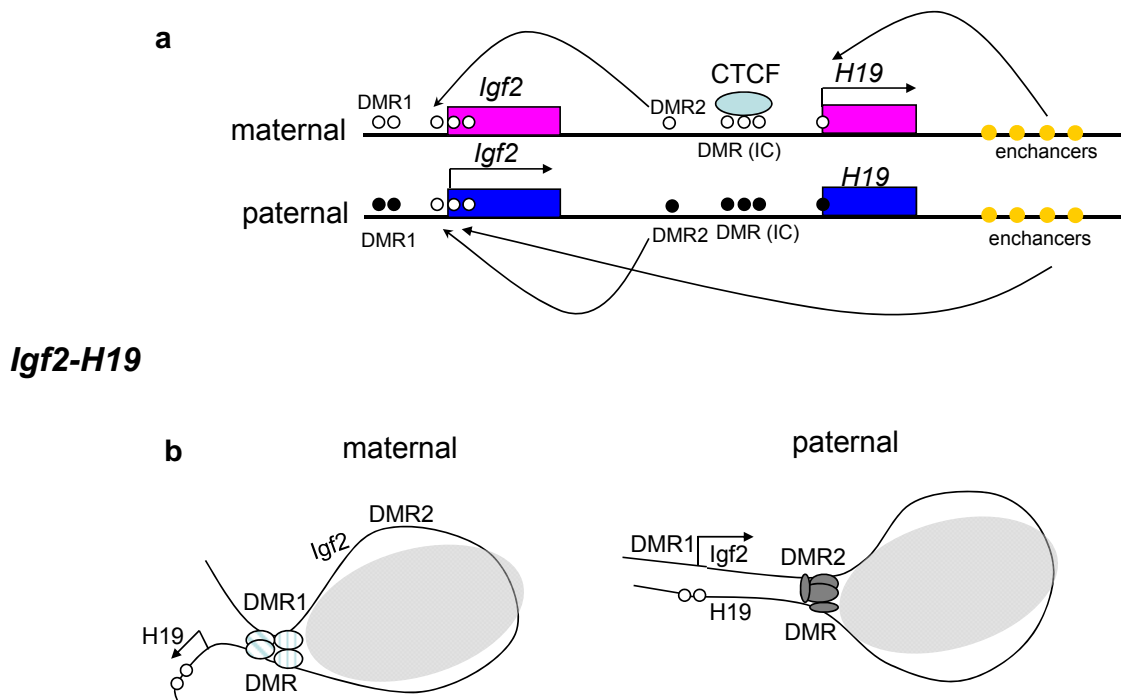 a
Igf2 CTCF H19
DMR1 DMR2
maternal
DMR (IC) enchancers
Igf2 H19
paternal
DMR1 DMR2 DMR (IC) enchancers
Igf2-H19
b maternal paternal
DMR2
Igf2
DMR1
H19
DMR
DMR1 Igf2 DMR2
H19
DMR